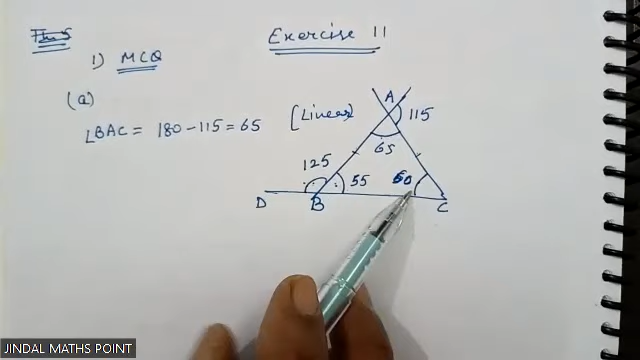 Exercise 11
1) MCQ
(a)
∠BAC = 180 - 115 = 65 [Linear)
A
115
65
125
55
60
D
B
C
JINDAL MATHS POINT